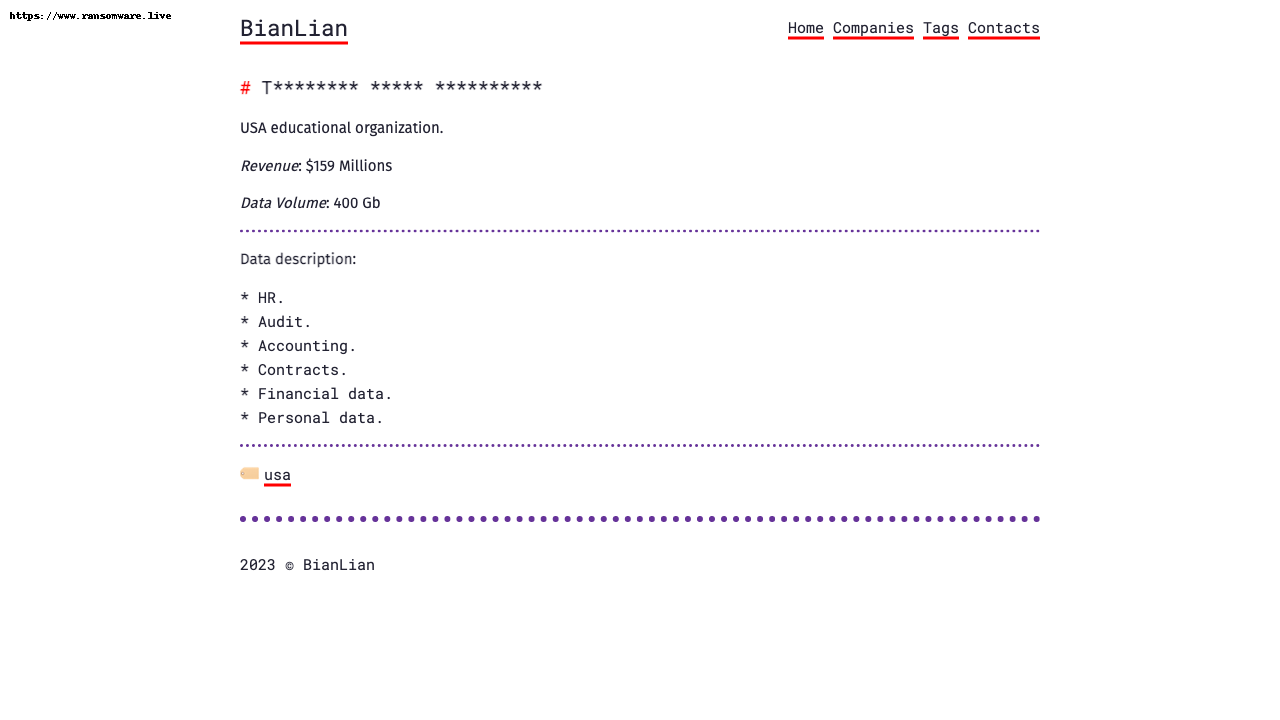 https://www.ransomware.live
BianLian
Home Companies Tags Contacts
# T******** ***** **********
USA educational organization.
Revenue: $159 Millions
Data Volume: 400 Gb
Data description:
* HR.
* Audit.
* Accounting.
* Contracts.
* Financial data.
* Personal data.
usa
2023 © BianLian